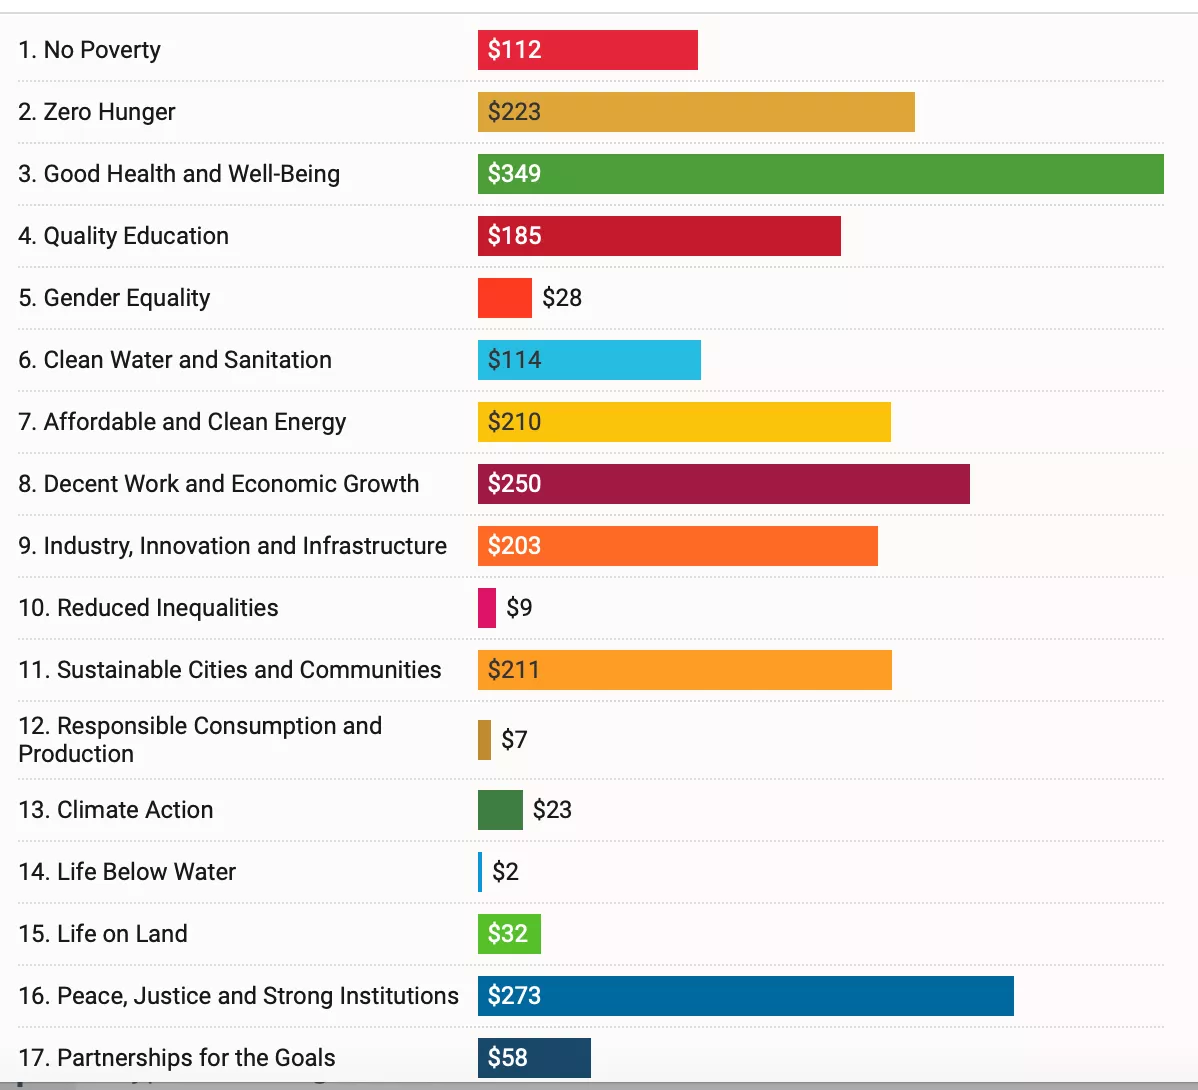 1. No Poverty $112
2. Zero Hunger $223
3. Good Health and Well-Being $349
4. Quality Education $185
5. Gender Equality $28
6. Clean Water and Sanitation $114
7. Affordable and Clean Energy $210
8. Decent Work and Economic Growth $250
9. Industry, Innovation and Infrastructure $203
10. Reduced Inequalities $9
11. Sustainable Cities and Communities $211
12. Responsible Consumption and
Production $7
13. Climate Action $23
14. Life Below Water $2
15. Life on Land $32
16. Peace, Justice and Strong Institutions $273
17. Partnerships for the Goals $58